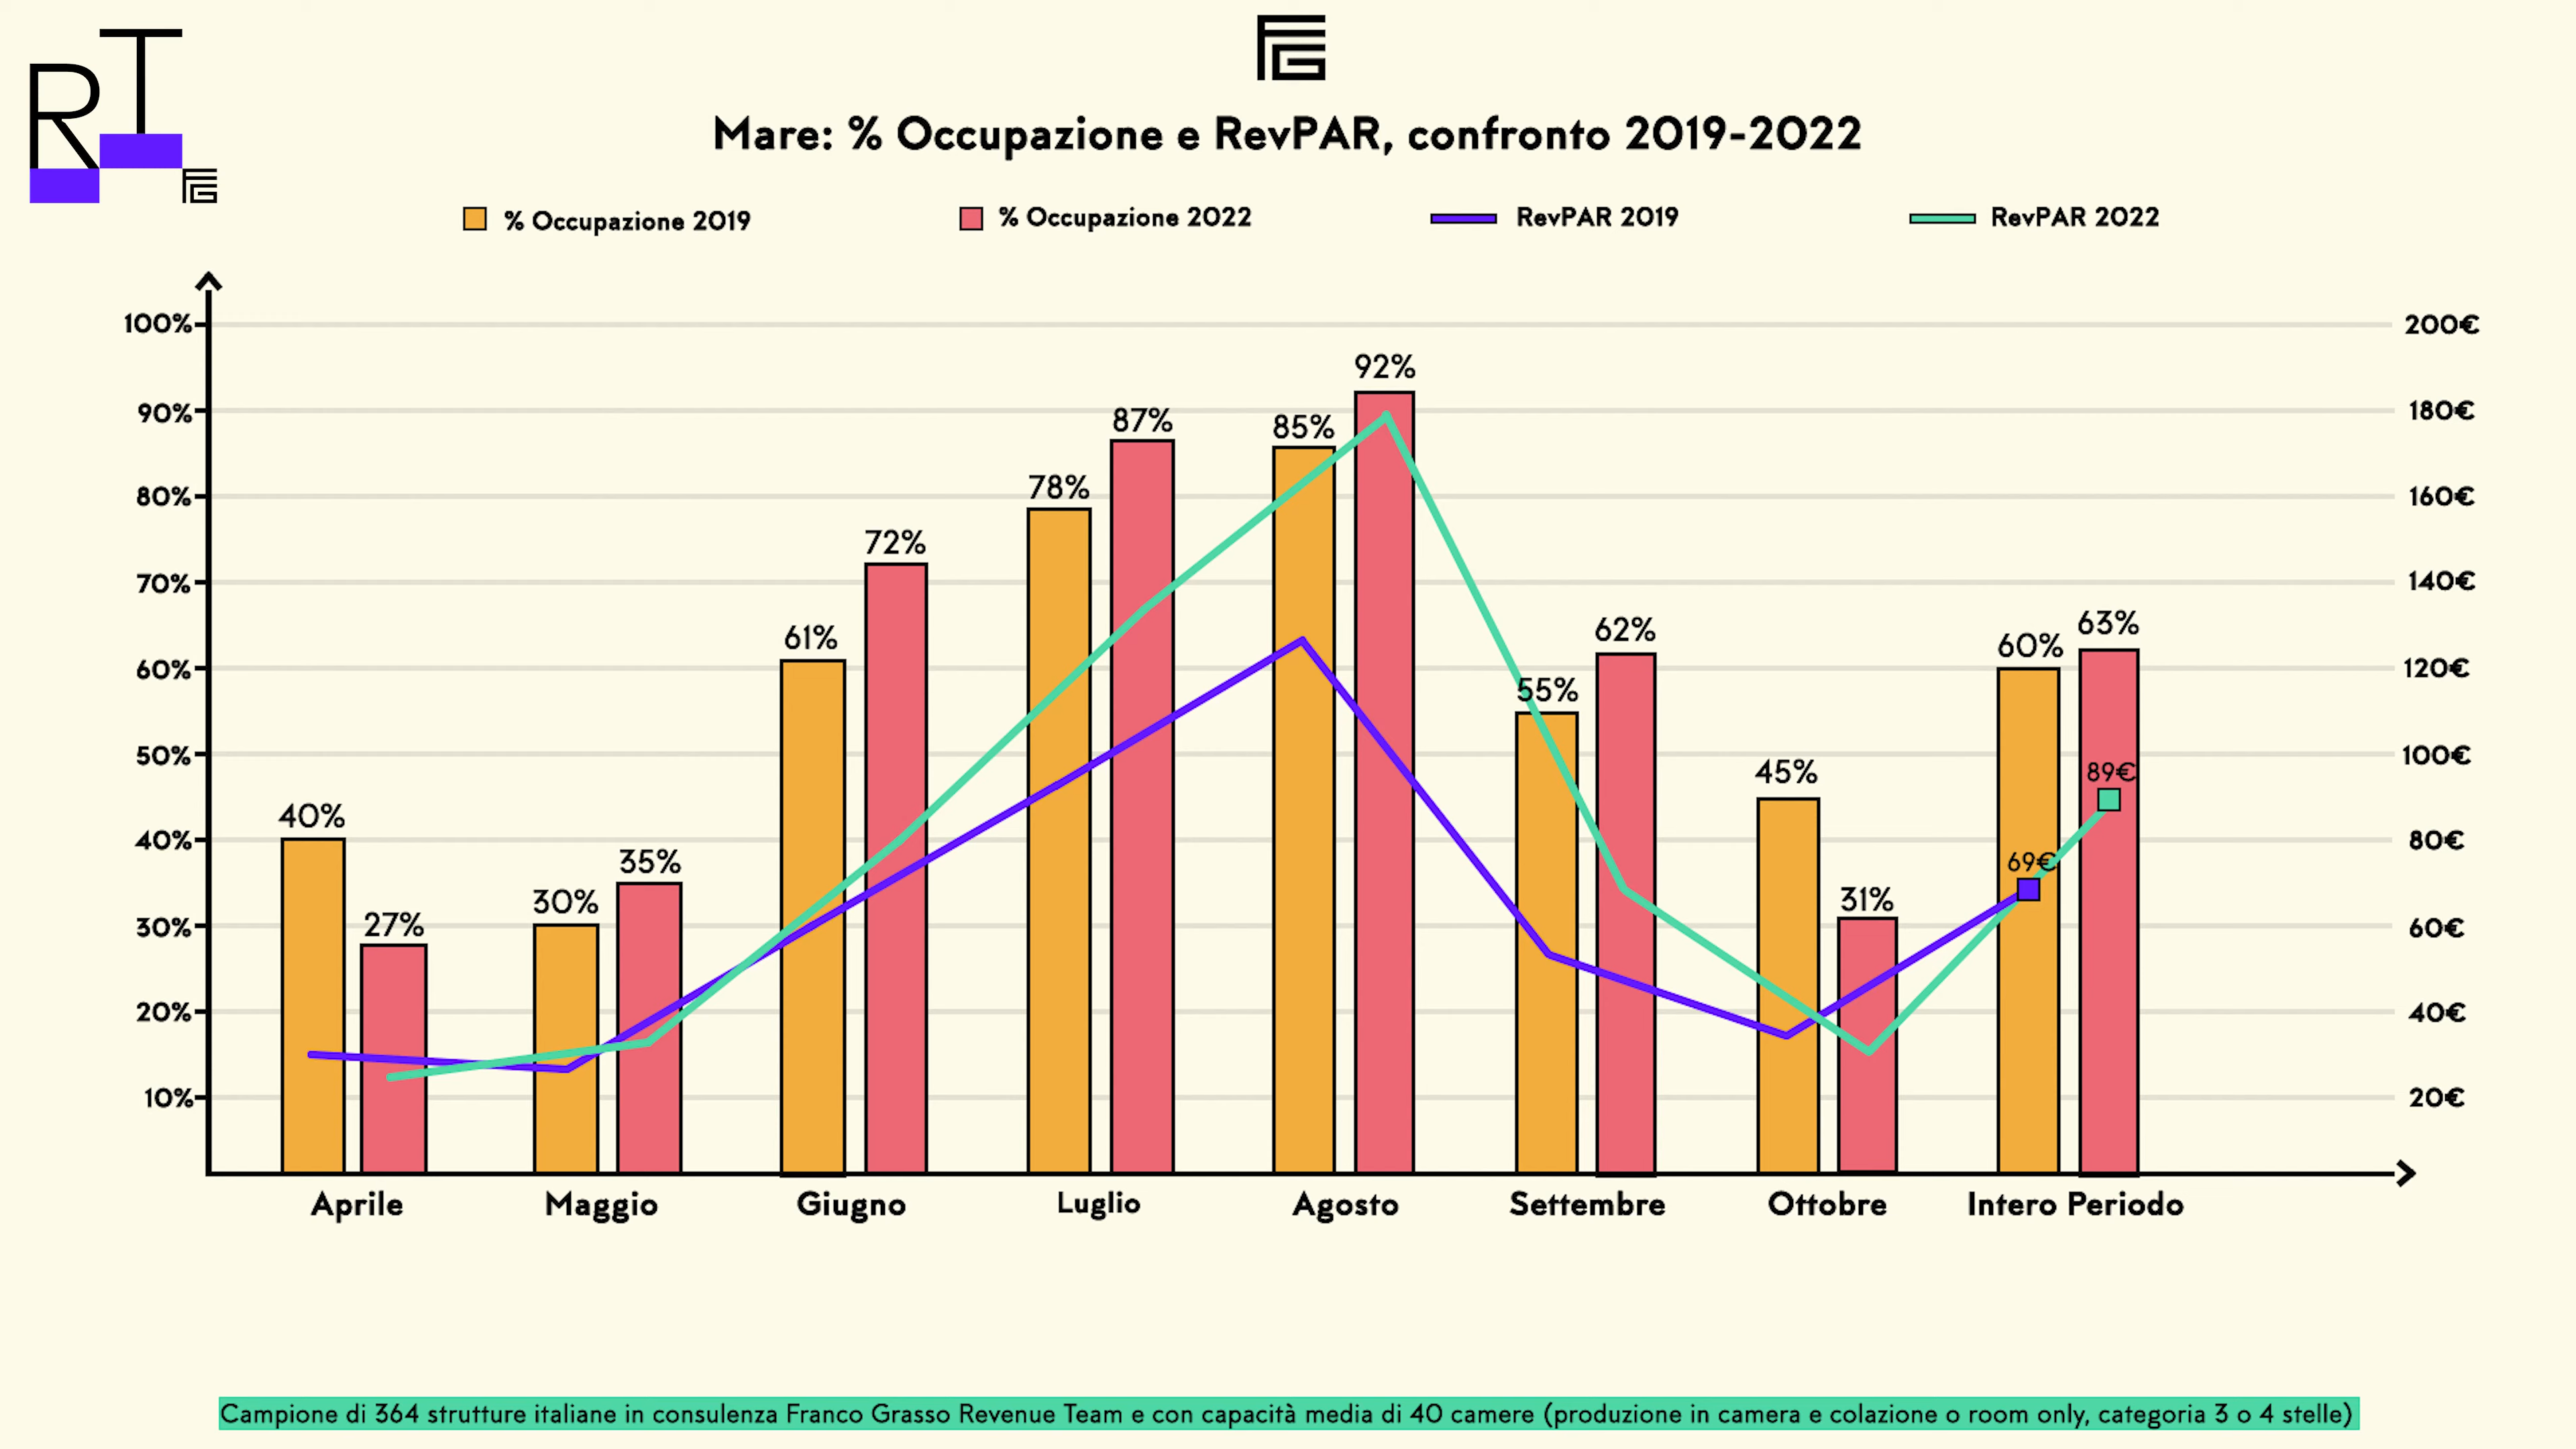 RT
FG
FG
Mare: % Occupazione e RevPAR, confronto 2019-2022
% Occupazione 2019
% Occupazione 2022
RevPAR 2019
RevPAR 2022
100%
90%
80%
70%
60%
50%
40%
30%
20%
10%
200€
180€
160€
140€
120€
100€
80€
60€
40€
20€
40%
27%
30%
35%
61%
72%
78%
87%
85%
92%
55%
62%
45%
31%
60%
63%
69€
89€
Aprile
Maggio
Giugno
Luglio
Agosto
Settembre
Ottobre
Intero Periodo
Campione di 364 strutture italiane in consulenza Franco Grasso Revenue Team e con capacità media di 40 camere (produzione in camera e colazione o room only, categoria 3 o 4 stelle)